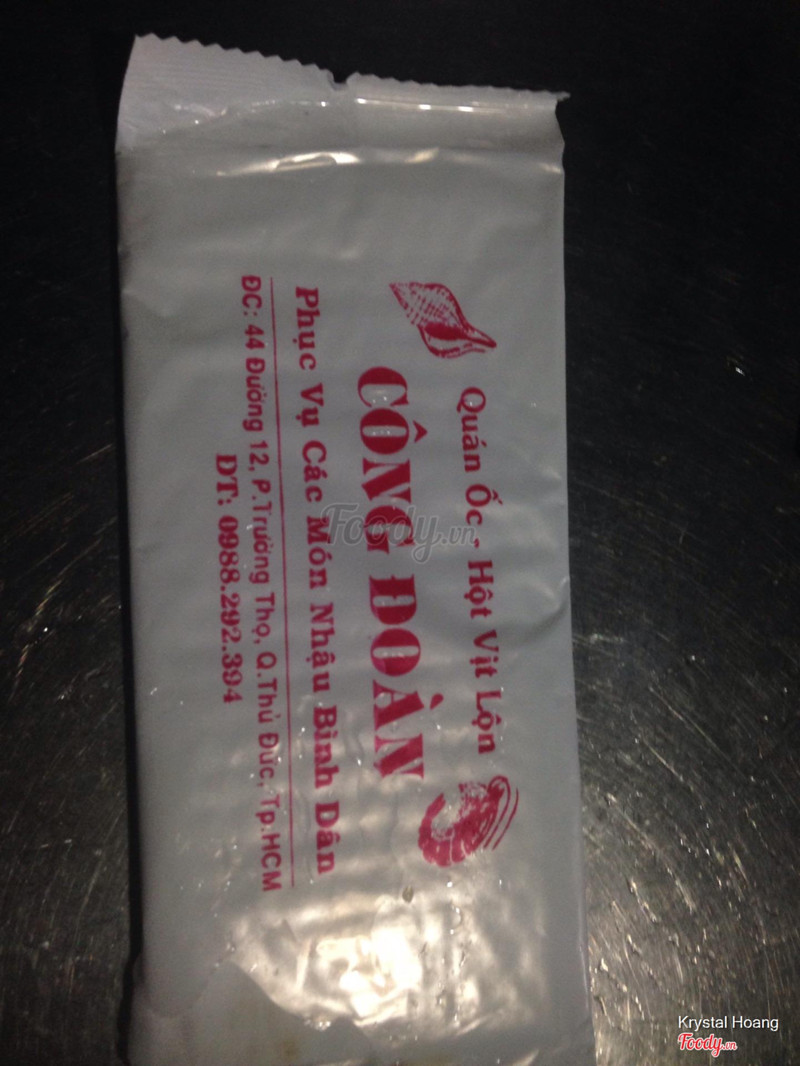 Quán Ốc - Hột Vịt Lộn
CÔNG ĐOÀN
Phục Vụ Các Món Nhậu Bình Dân
ĐC: 44 Đường 12, P.Trường Thọ, Q.Thủ Đức, Tp.HCM
DT: 0988.292.394
Foody.vn
Krystal Hoang
Foody.vn